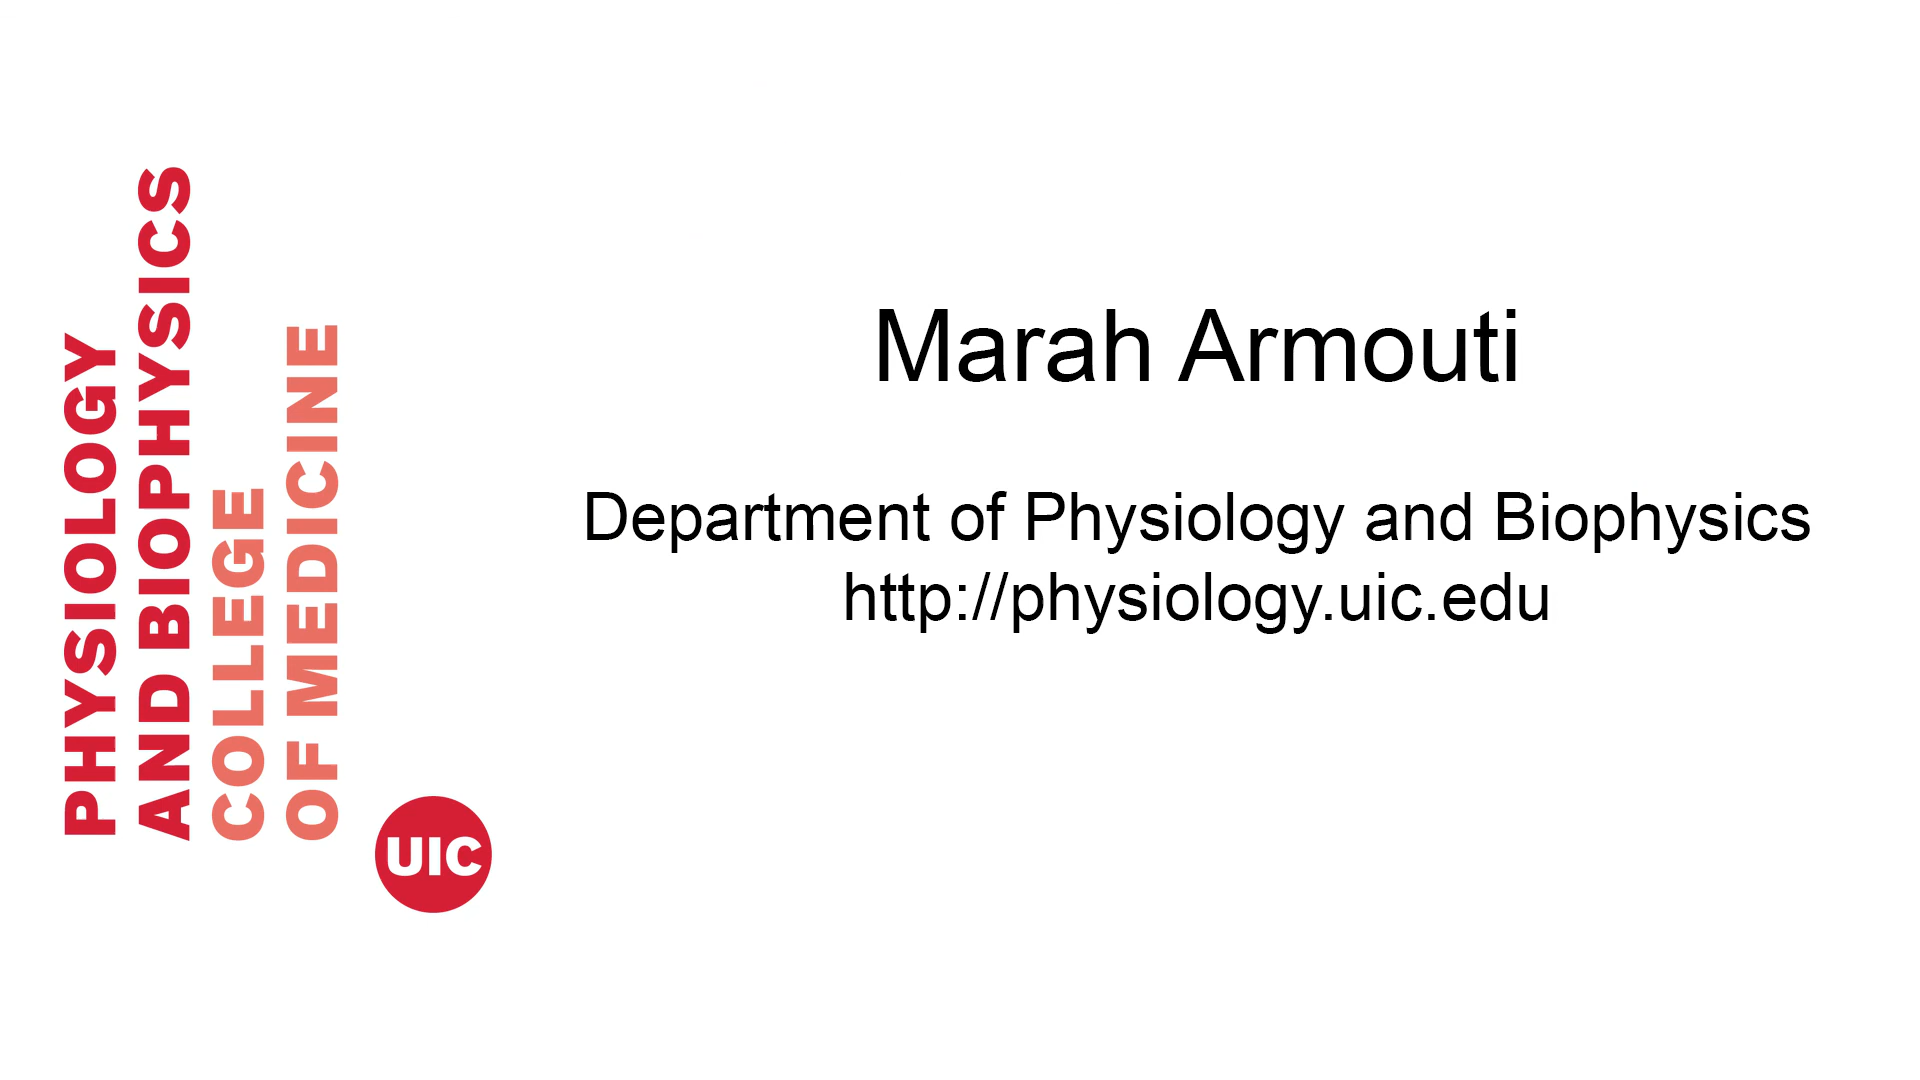 PHYSIOLOGY
AND BIOPHYSICS
COLLEGE
OF MEDICINE
UIC
Marah Armouti
Department of Physiology and Biophysics
http://physiology.uic.edu